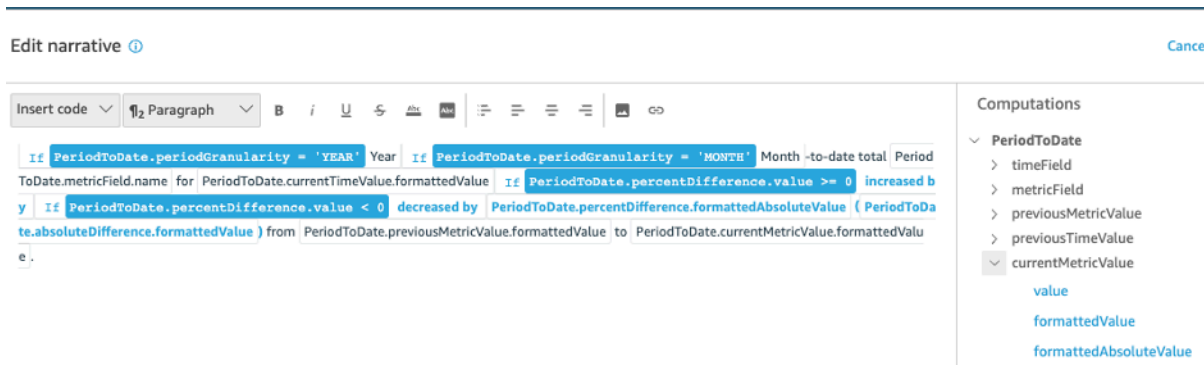 Edit narrative
Cance
Insert code ¶2 Paragraph B i U S Abc Abc
Computations
If PeriodToDate.periodGranularity = 'YEAR' Year If PeriodToDate.periodGranularity = 'MONTH' Month -to-date total Period
ToDate.metricField.name for PeriodToDate.currentTimeValue.formattedValue If PeriodToDate.percentDifference.value >= 0 increased b
y If PeriodToDate.percentDifference.value < 0 decreased by PeriodToDate.percentDifference.formattedAbsoluteValue ( PeriodToDa
te.absoluteDifference.formattedValue ) from PeriodToDate.previousMetricValue.formattedValue to PeriodToDate.currentMetricValue.formattedValu
e .
PeriodToDate
timeField
metricField
previousMetricValue
previousTimeValue
currentMetricValue
value
formattedValue
formattedAbsoluteValue